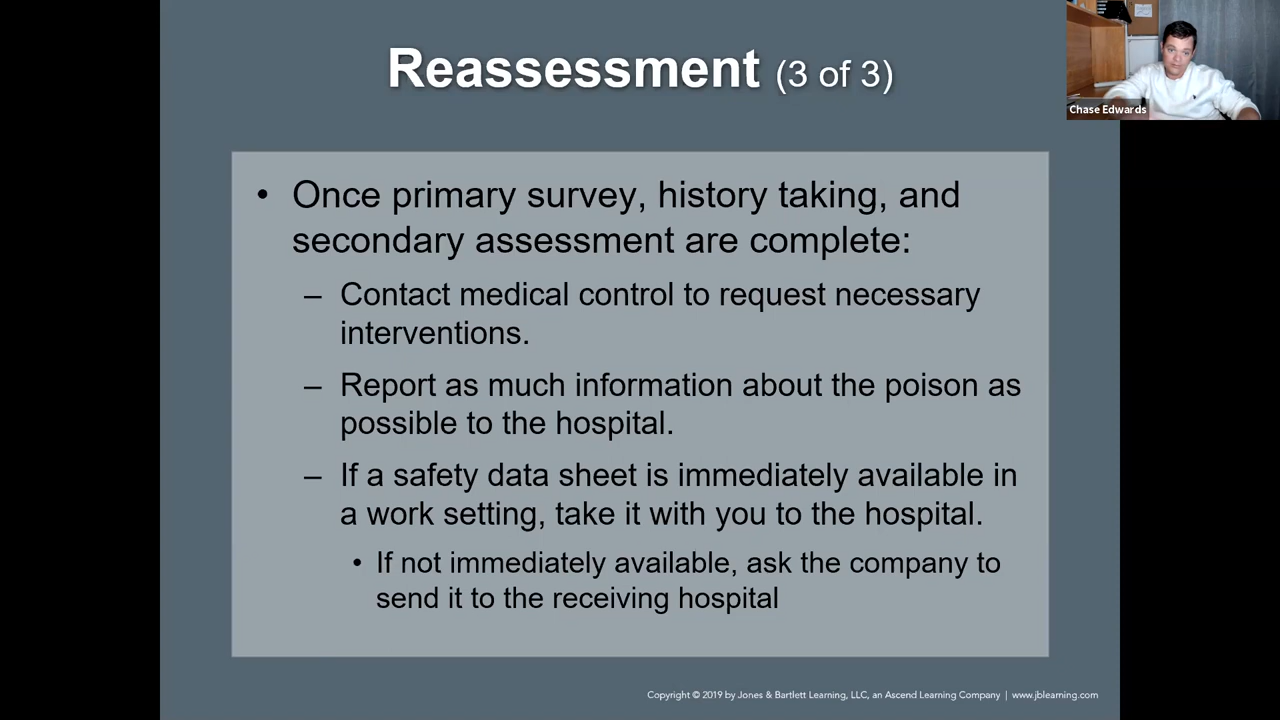 Reassessment (3 of 3)
Chase Edwards
• Once primary survey, history taking, and
secondary assessment are complete:
– Contact medical control to request necessary
interventions.
– Report as much information about the poison as
possible to the hospital.
– If a safety data sheet is immediately available in
a work setting, take it with you to the hospital.
• If not immediately available, ask the company to
send it to the receiving hospital
Copyright © 2019 by Jones & Bartlett Learning, LLC, an Ascend Learning Company | www.jblearning.com